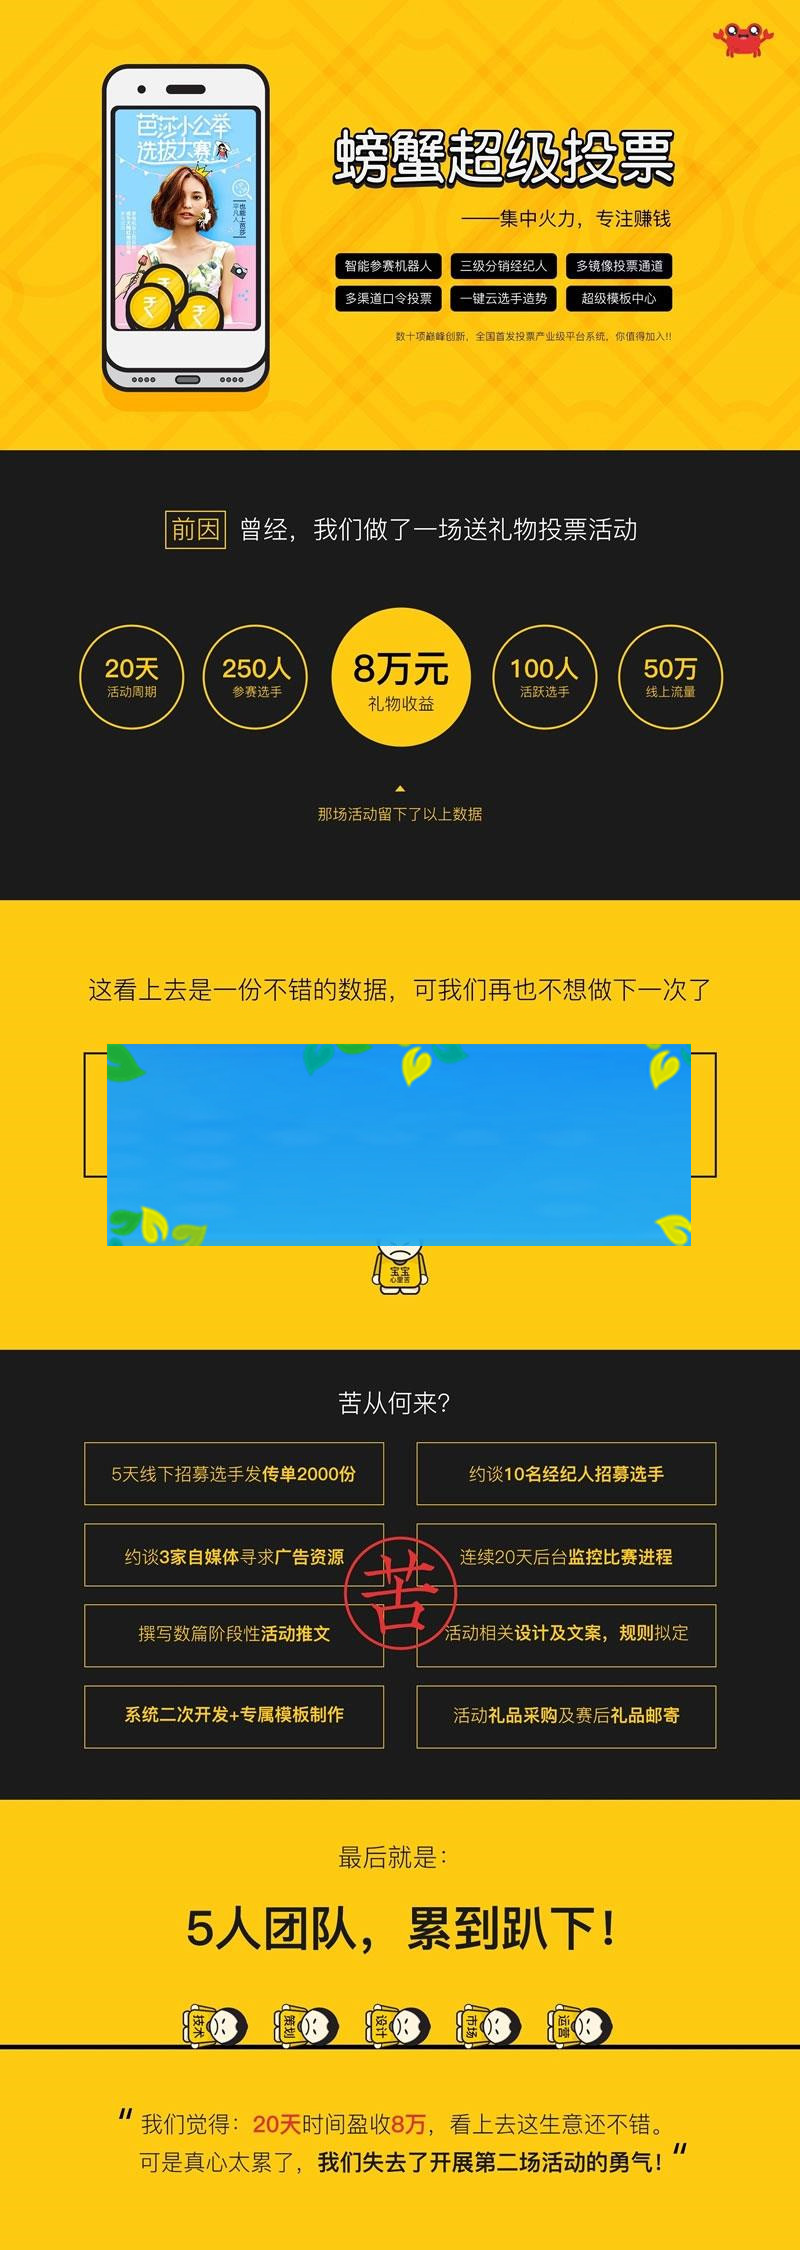 芭莎小公举
选拔大赛
也能上芭莎
平凡人
螃蟹超级投票
——集中火力，专注赚钱
智能参赛机器人 三级分销经纪人 多镜像投票通道
多渠道口令投票 一键云选手造势 超级模板中心
数十项巅峰创新，全国首发投票产业级平台系统，你值得加入!!
前因 曾经，我们做了一场送礼物投票活动
20天 250人 8万元 100人 50万
活动周期 参赛选手 礼物收益 活跃选手 线上流量
那场活动留下了以上数据
这看上去是一份不错的数据，可我们再也不想做下一次了
宝宝
心里苦
苦从何来？
5天线下招募选手发传单2000份 约谈10名经纪人招募选手
约谈3家自媒体寻求广告资源 连续20天后台监控比赛进程
苦
撰写数篇阶段性活动推文 活动相关设计及文案，规则拟定
系统二次开发+专属模板制作 活动礼品采购及赛后礼品邮寄
最后就是：
5人团队，累到趴下！
技术 策划 设计 市场 运营
“我们觉得：20天时间盈收8万，看上去这生意还不错。
可是真心太累了，我们失去了开展第二场活动的勇气！”